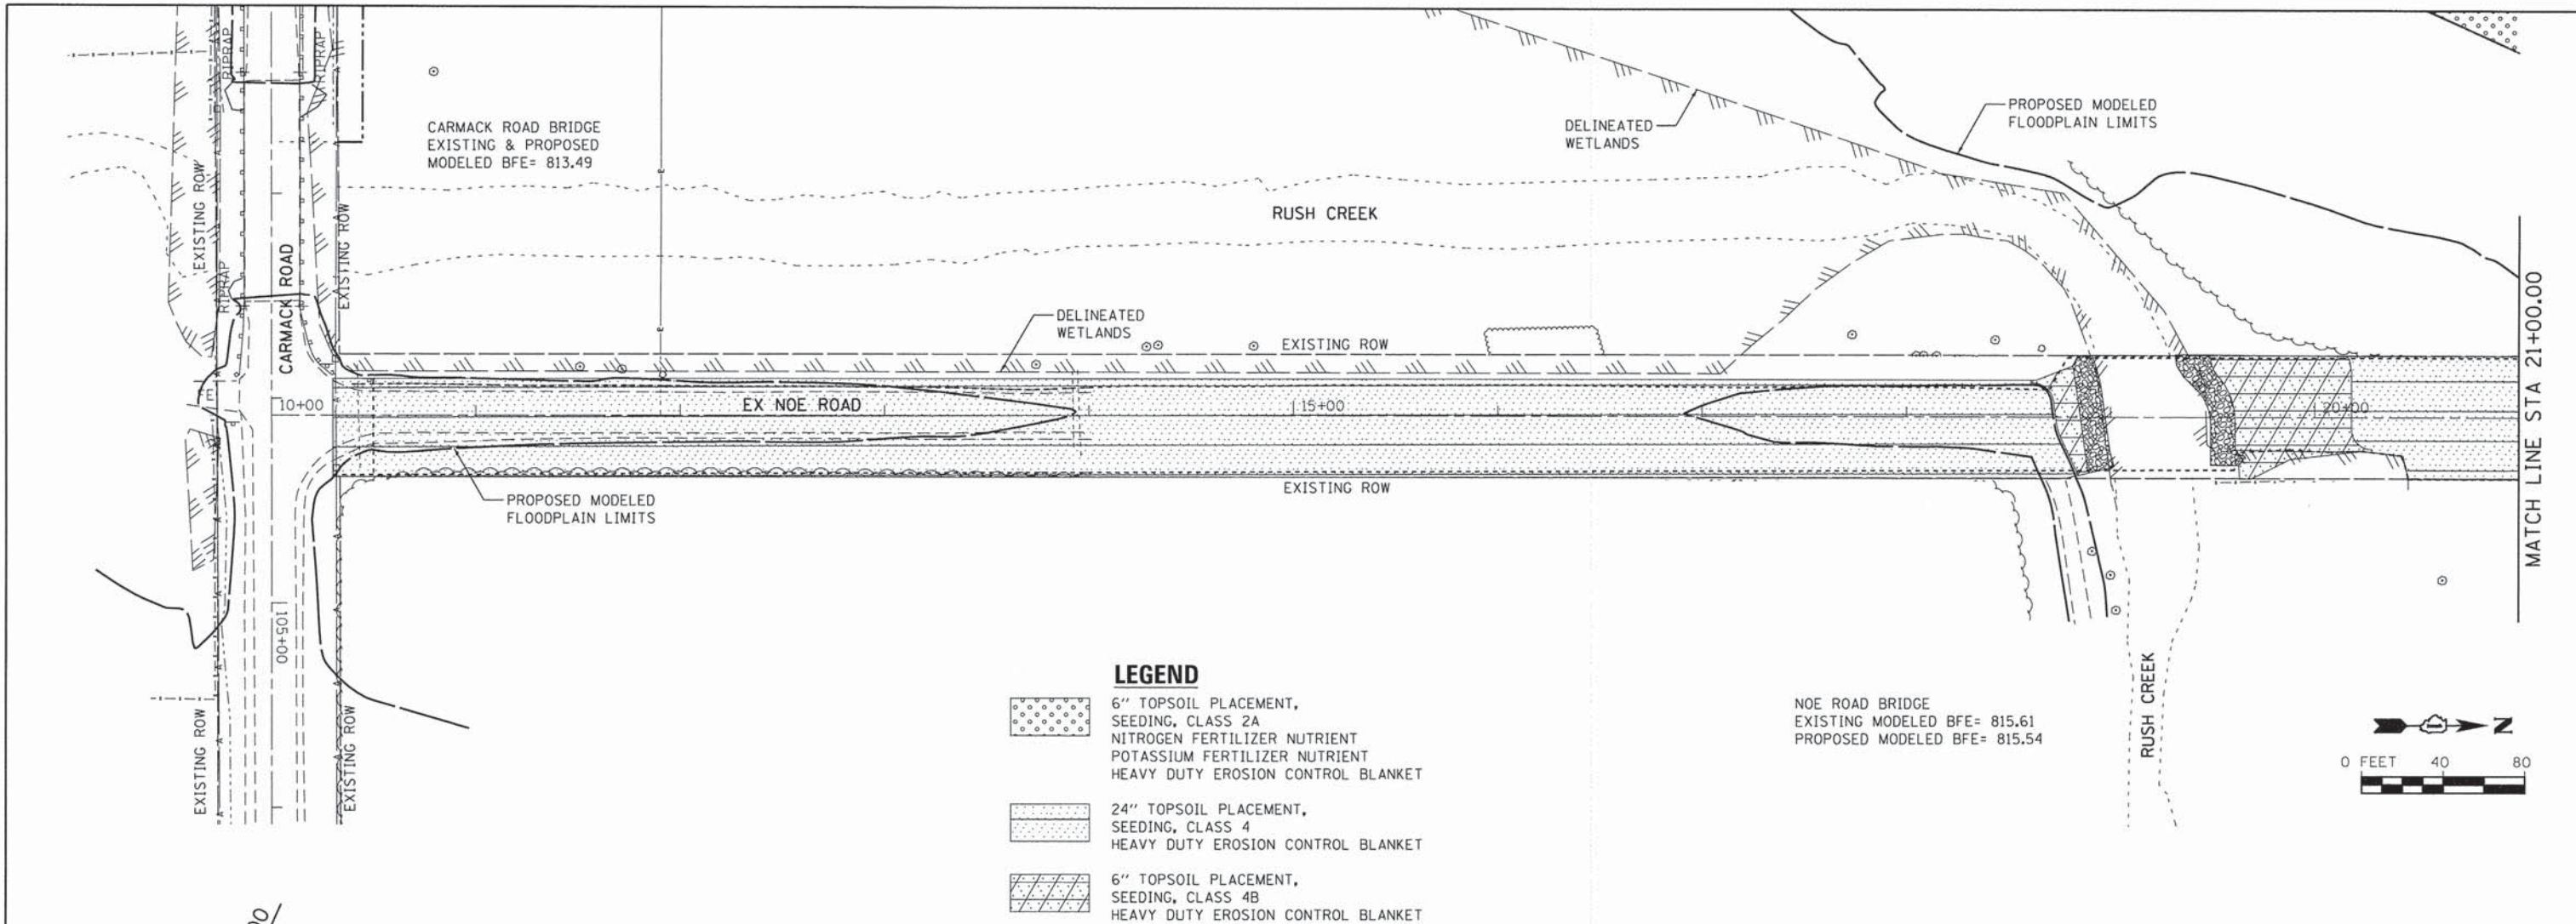 RIPRAP
RIPRAP
CARMACK ROAD BRIDGE
EXISTING & PROPOSED
MODELED BFE= 813.49
EXISTING ROW
CARMACK ROAD
EXISTING ROW
RIPRAP
RUSH CREEK
DELINEATED
WETLANDS
PROPOSED MODELED
FLOODPLAIN LIMITS
DELINEATED
WETLANDS
EXISTING ROW
10+00
EX NOE ROAD
15+00
20+00
MATCH LINE STA 21+00.00
FE
EXISTING ROW
PROPOSED MODELED
FLOODPLAIN LIMITS
105+00
EXISTING ROW
EXISTING ROW
LEGEND
6" TOPSOIL PLACEMENT,
SEEDING, CLASS 2A
NITROGEN FERTILIZER NUTRIENT
POTASSIUM FERTILIZER NUTRIENT
HEAVY DUTY EROSION CONTROL BLANKET
24" TOPSOIL PLACEMENT,
SEEDING, CLASS 4
HEAVY DUTY EROSION CONTROL BLANKET
6" TOPSOIL PLACEMENT,
SEEDING, CLASS 4B
HEAVY DUTY EROSION CONTROL BLANKET
NOE ROAD BRIDGE
EXISTING MODELED BFE= 815.61
PROPOSED MODELED BFE= 815.54
RUSH CREEK
N
0 FEET 40 80